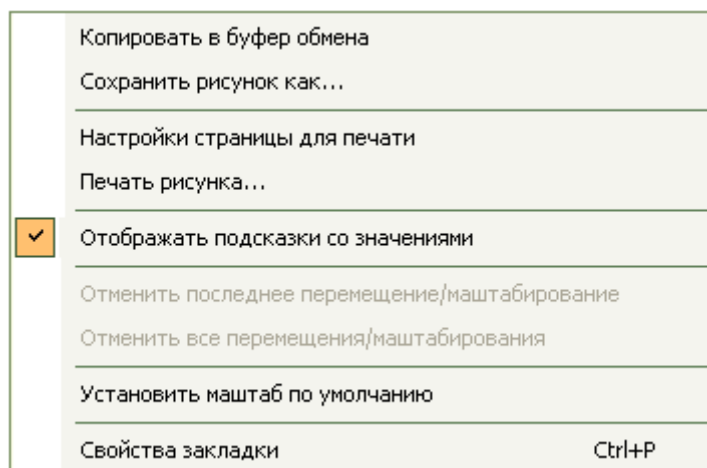 Копировать в буфер обмена
Сохранить рисунок как...
Настройки страницы для печати
Печать рисунка...
Отображать подсказки со значениями
Отменить последнее перемещение/маштабирование
Отменить все перемещения/маштабирования
Установить маштаб по умолчанию
Свойства закладки Ctrl+P